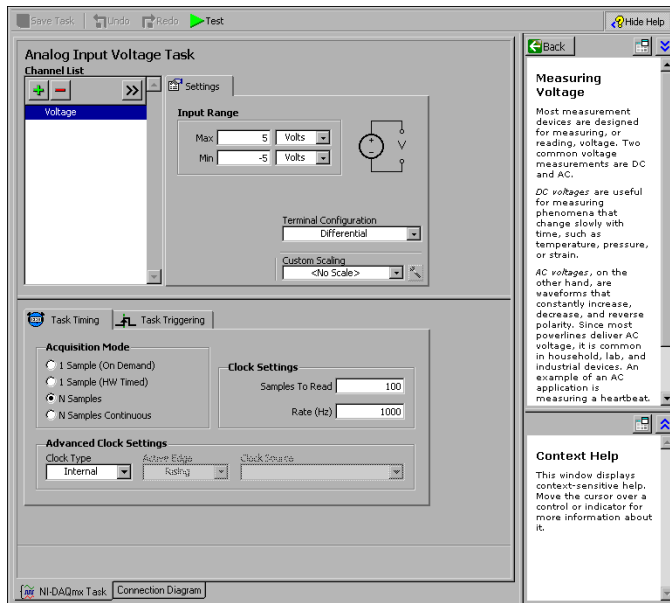 Save Task
Undo
Redo
Test
Hide Help
Analog Input Voltage Task
Channel List
Voltage
Settings
Input Range
Max 5 Volts
Min -5 Volts
V
Terminal Configuration
Differential
Custom Scaling
<No Scale>
Task Timing
Task Triggering
Acquisition Mode
1 Sample (On Demand)
1 Sample (HW Timed)
N Samples
N Samples Continuous
Clock Settings
Samples To Read 100
Rate (Hz) 1000
Advanced Clock Settings
Clock Type
Internal
Active Edge
Rising
Clock Source
NI-DAQmx Task
Connection Diagram
Back
Measuring
Voltage
Most measurement
devices are designed
for measuring, or
reading, voltage. Two
common voltage
measurements are DC
and AC.
DC voltages are useful
for measuring
phenomena that
change slowly with
time, such as
temperature, pressure,
or strain.
AC voltages, on the
other hand, are
waveforms that
constantly increase,
decrease, and reverse
polarity. Since most
powerlines deliver AC
voltage, it is common
in household, lab, and
industrial devices. An
example of an AC
application is
measuring a heartbeat.
Context Help
This window displays
context-sensitive help.
Move the cursor over a
control or indicator for
more information about
it.